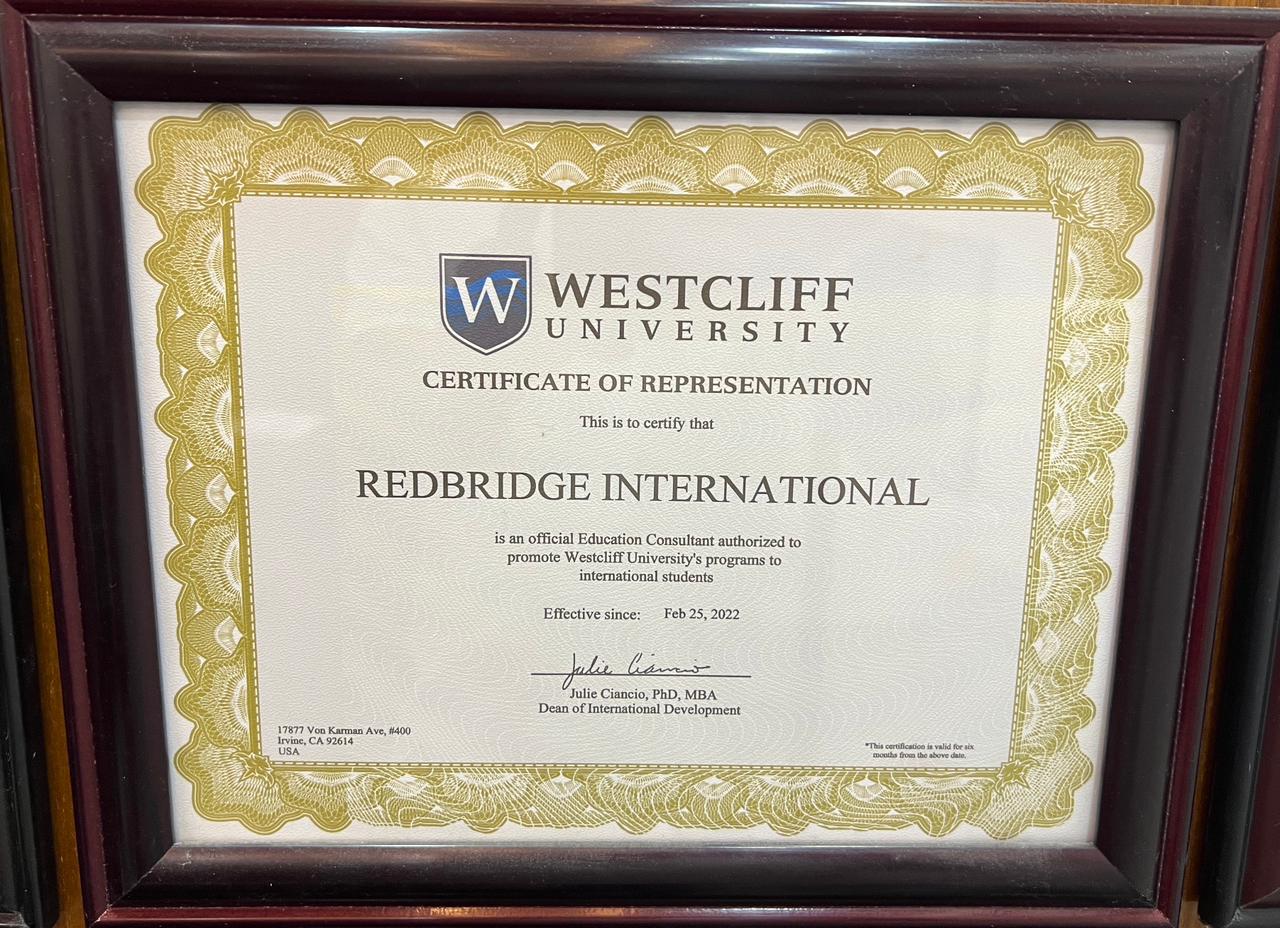 W WESTCLIFF
UNIVERSITY
CERTIFICATE OF REPRESENTATION
This is to certify that
REDBRIDGE INTERNATIONAL
is an official Education Consultant authorized to
promote Westcliff University's programs to
international students
Effective since: Feb 25, 2022
Julie Ciancio
Julie Ciancio, PhD, MBA
Dean of International Development
17877 Von Karman Ave, #400
Irvine, CA 92614
USA
*This certification is valid for six
months from the above date.